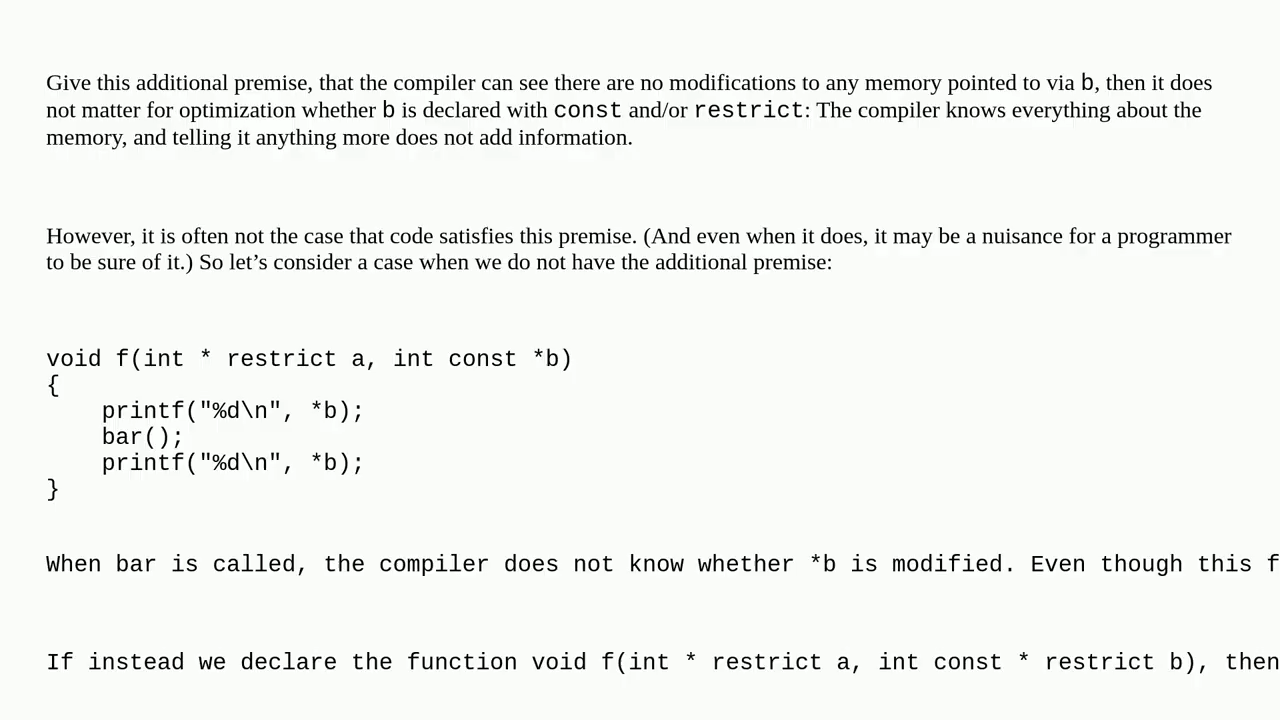 Give this additional premise, that the compiler can see there are no modifications to any memory pointed to via b, then it does
not matter for optimization whether b is declared with const and/or restrict: The compiler knows everything about the
memory, and telling it anything more does not add information.
However, it is often not the case that code satisfies this premise. (And even when it does, it may be a nuisance for a programmer
to be sure of it.) So let’s consider a case when we do not have the additional premise:
void f(int * restrict a, int const *b)
{
    printf("%d\n", *b);
    bar();
    printf("%d\n", *b);
}
When bar is called, the compiler does not know whether *b is modified. Even though this f
If instead we declare the function void f(int * restrict a, int const * restrict b), then